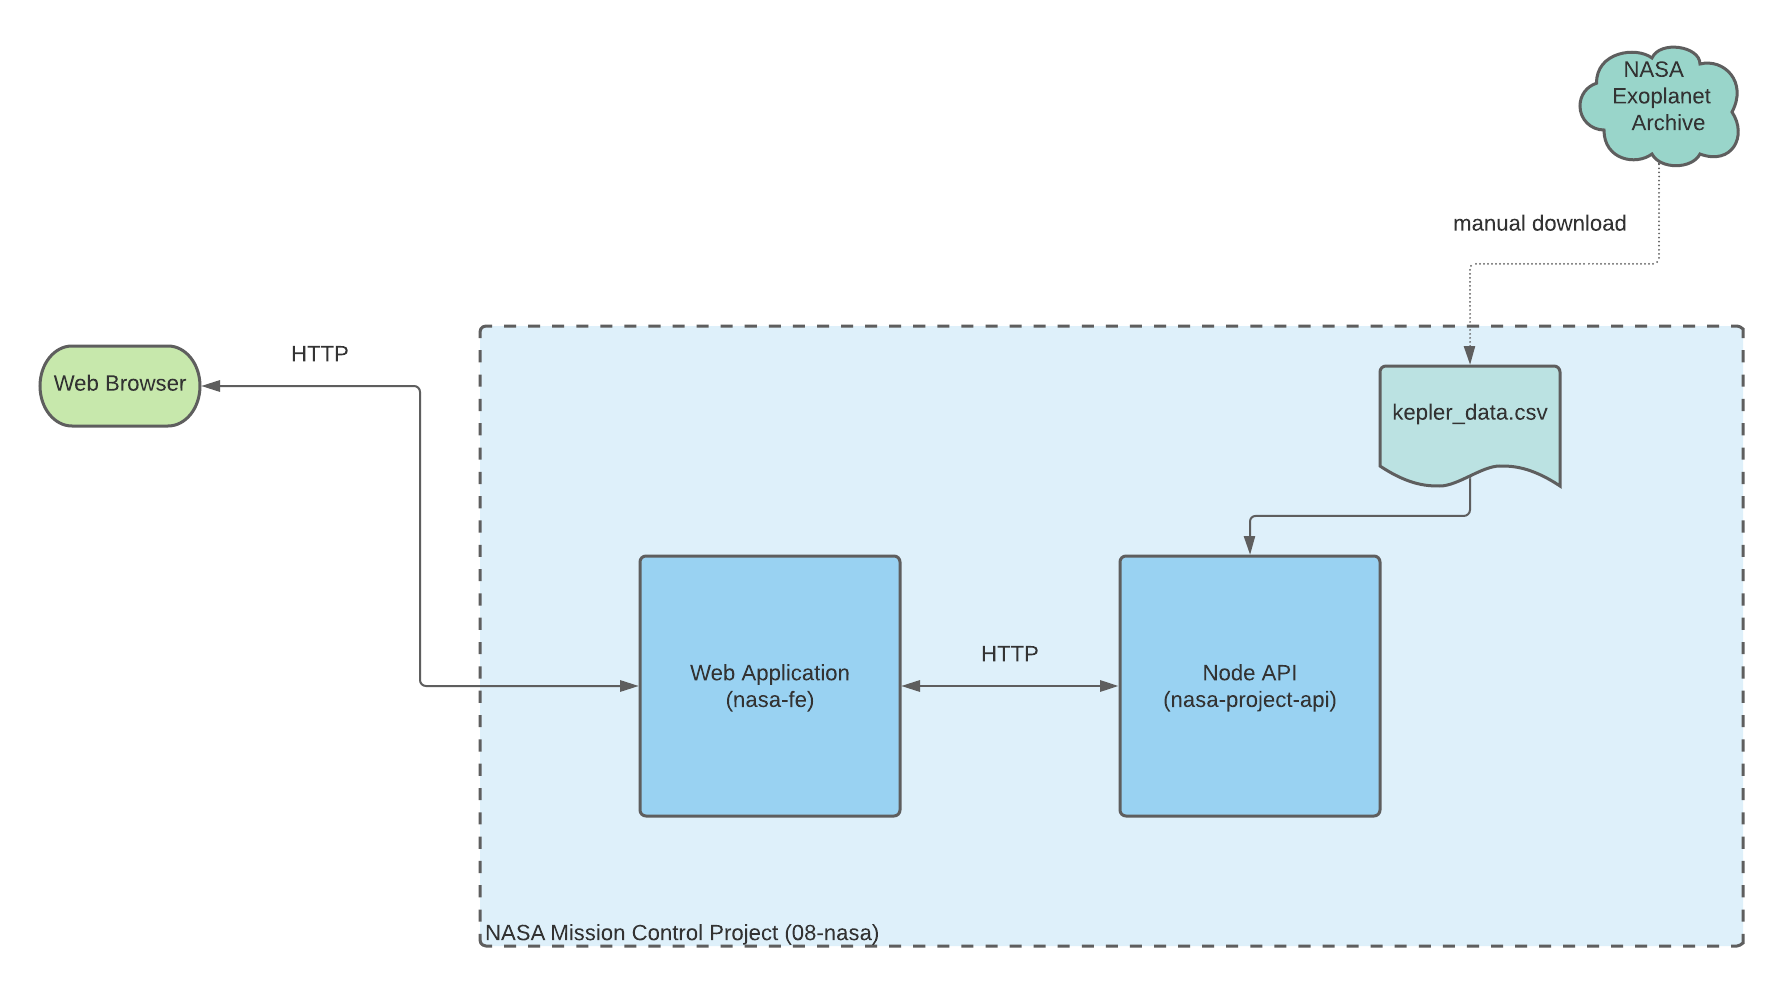 NASA
Exoplanet
Archive
manual download
HTTP
Web Browser
kepler_data.csv
HTTP
Web Application
(nasa-fe)
Node API
(nasa-project-api)
NASA Mission Control Project (08-nasa)